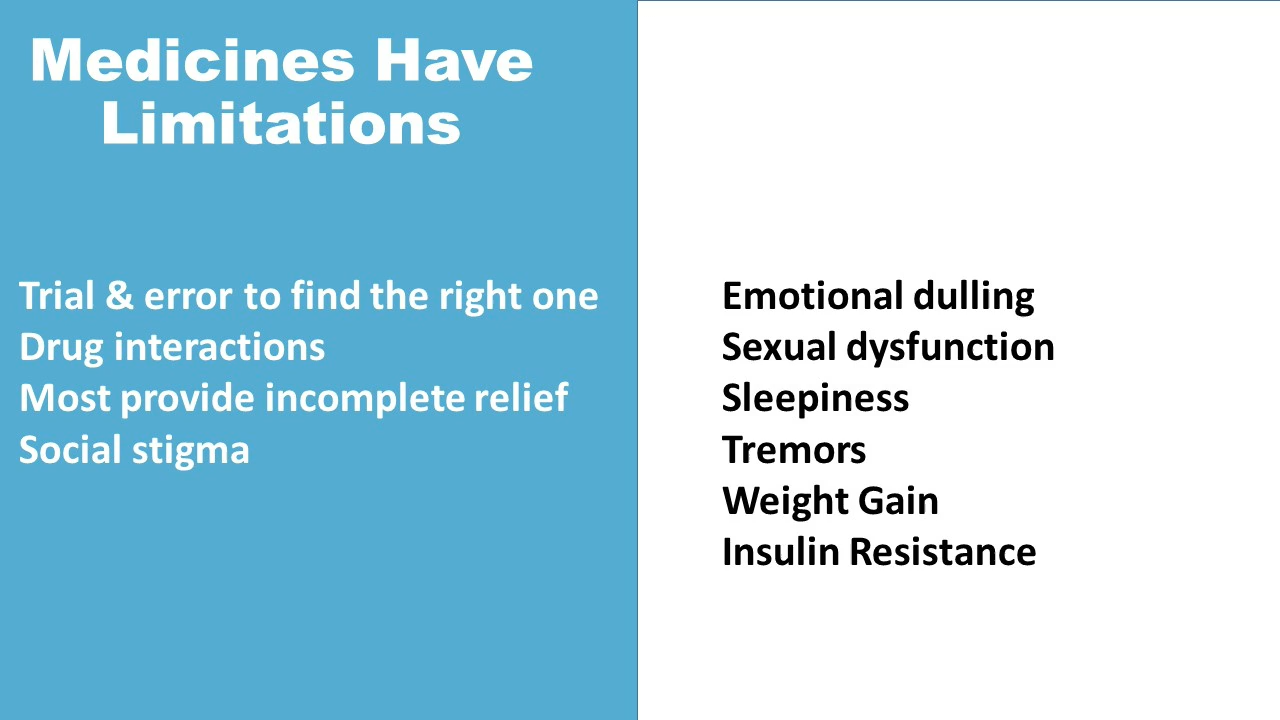 Medicines Have
Limitations
Trial & error to find the right one
Drug interactions
Most provide incomplete relief
Social stigma
Emotional dulling
Sexual dysfunction
Sleepiness
Tremors
Weight Gain
Insulin Resistance